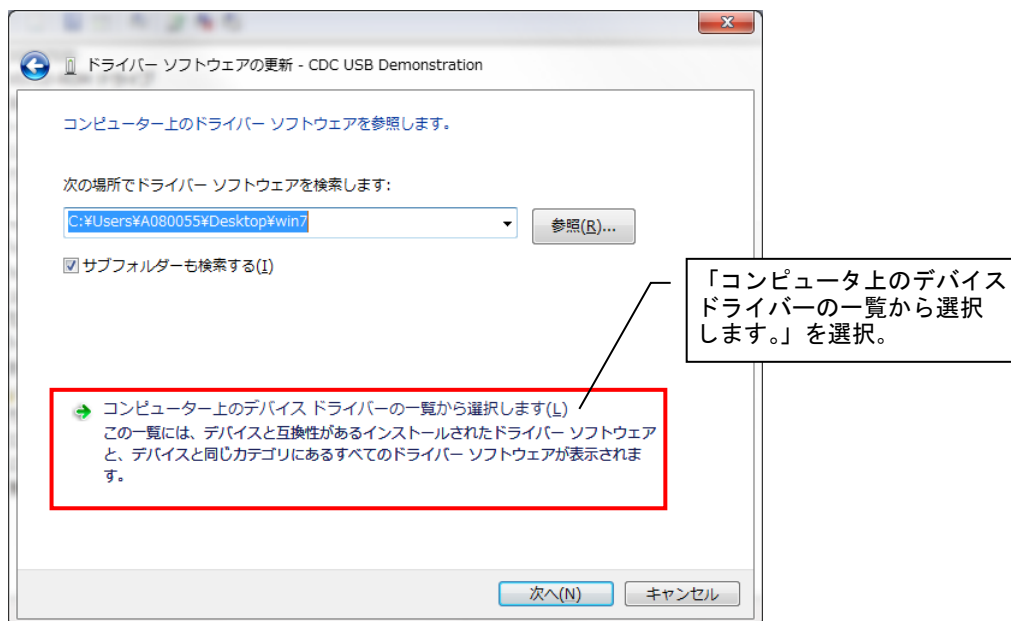 ドライバー ソフトウェアの更新 - CDC USB Demonstration
コンピューター上のドライバー ソフトウェアを参照します。
次の場所でドライバー ソフトウェアを検索します:
C:¥Users¥A080055¥Desktop¥win7
参照(R)...
サブフォルダーも検索する(I)
「コンピュータ上のデバイス
ドライバーの一覧から選択
します。」を選択。
コンピューター上のデバイス ドライバーの一覧から選択します(L)
この一覧には、デバイスと互換性があるインストールされたドライバー ソフトウェア
と、デバイスと同じカテゴリにあるすべてのドライバー ソフトウェアが表示されま
す。
次へ(N)
キャンセル